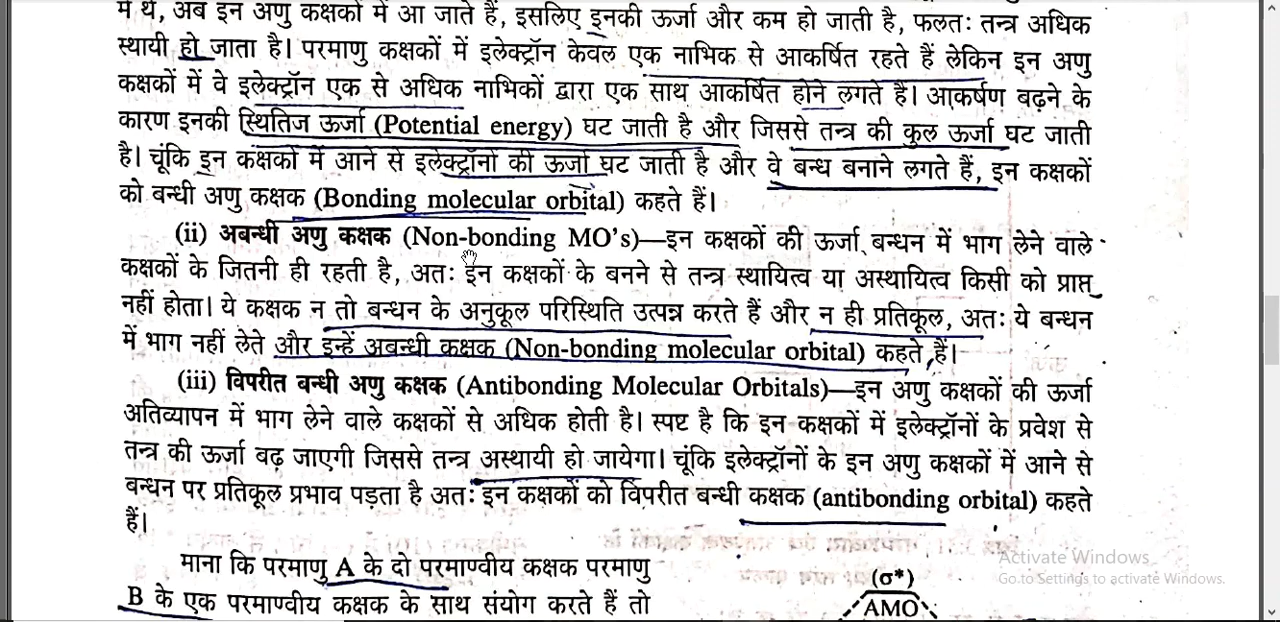 में थे, अब इन अणु कक्षकों में आ जाते हैं, इसलिए इनकी ऊर्जा और कम हो जाती है, फलतः तन्त्र अधिक
स्थायी हो जाता है। परमाणु कक्षकों में इलेक्ट्रॉन केवल एक नाभिक से आकर्षित रहते हैं लेकिन इन अणु
कक्षकों में वे इलेक्ट्रॉन एक से अधिक नाभिकों द्वारा एक साथ आकर्षित होने लगते है। आकर्षण बढ़ने के
कारण इनकी स्थितिज ऊर्जा (Potential energy) घट जाती है और जिससे तन्त्र की कुल ऊर्जा घट जाती
है। चूंकि इन कक्षकों में आने से इलेक्ट्रॉनों की ऊर्जा घट जाती है और वे बन्ध बनाने लगते हैं, इन कक्षकों
को बन्धी अणु कक्षक (Bonding molecular orbital) कहते हैं।
(ii) अबन्धी अणु कक्षक (Non-bonding MO's)—इन कक्षकों की ऊर्जा बन्धन में भाग लेने वाले
कक्षकों के जितनी ही रहती है, अतः इन कक्षकों के बनने से तन्त्र स्थायित्व या अस्थायित्व किसी को प्राप्त
नहीं होता। ये कक्षक न तो बन्धन के अनुकूल परिस्थिति उत्पन्न करते हैं और न ही प्रतिकूल, अतः ये बन्धन
में भाग नहीं लेते और इन्हें अबन्धी कक्षक (Non-bonding molecular orbital) कहते हैं।
(iii) विपरीत बन्धी अणु कक्षक (Antibonding Molecular Orbitals)—इन अणु कक्षकों की ऊर्जा
अतिव्यापन में भाग लेने वाले कक्षकों से अधिक होती है। स्पष्ट है कि इन कक्षकों में इलेक्ट्रॉनों के प्रवेश से
तन्त्र की ऊर्जा बढ़ जाएगी जिससे तन्त्र अस्थायी हो जायेगा। चूंकि इलेक्ट्रॉनों के इन अणु कक्षकों में आने से
बन्धन पर प्रतिकूल प्रभाव पड़ता है अतः इन कक्षकों को विपरीत बन्धी कक्षक (antibonding orbital) कहते
हैं।
माना कि परमाणु A के दो परमाण्वीय कक्षक परमाणु
B के एक परमाण्वीय कक्षक के साथ संयोग करते हैं तो
(σ*)
AMO
Activate Windows
Go to Settings to activate Windows.